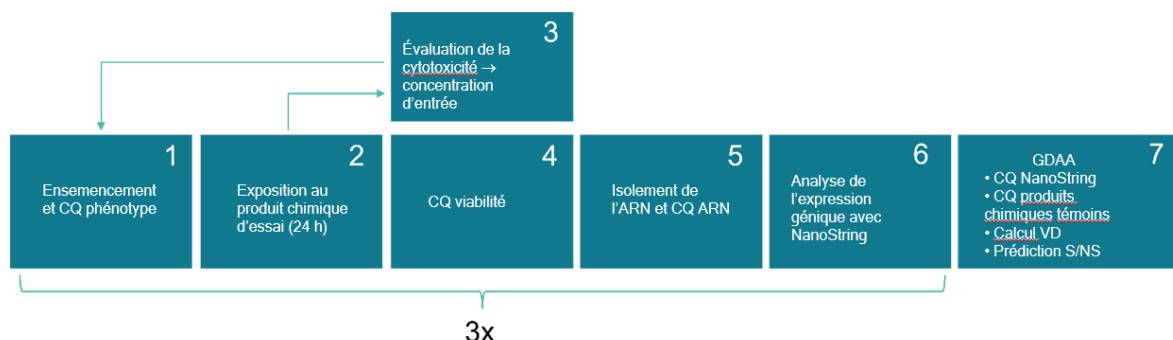 3
Évaluation de la
cytotoxicité →
concentration
d'entrée
1
Ensemencement
et CQ phénotype
2
Exposition au
produit chimique
d'essai (24 h)
4
CQ viabilité
5
Isolement de
l'ARN et CQ ARN
6
Analyse de
l'expression
génique avec
NanoString
7
GDAA
• CQ NanoString
• CQ produits
chimiques témoins
• Calcul VD
• Prédiction S/NS
3x